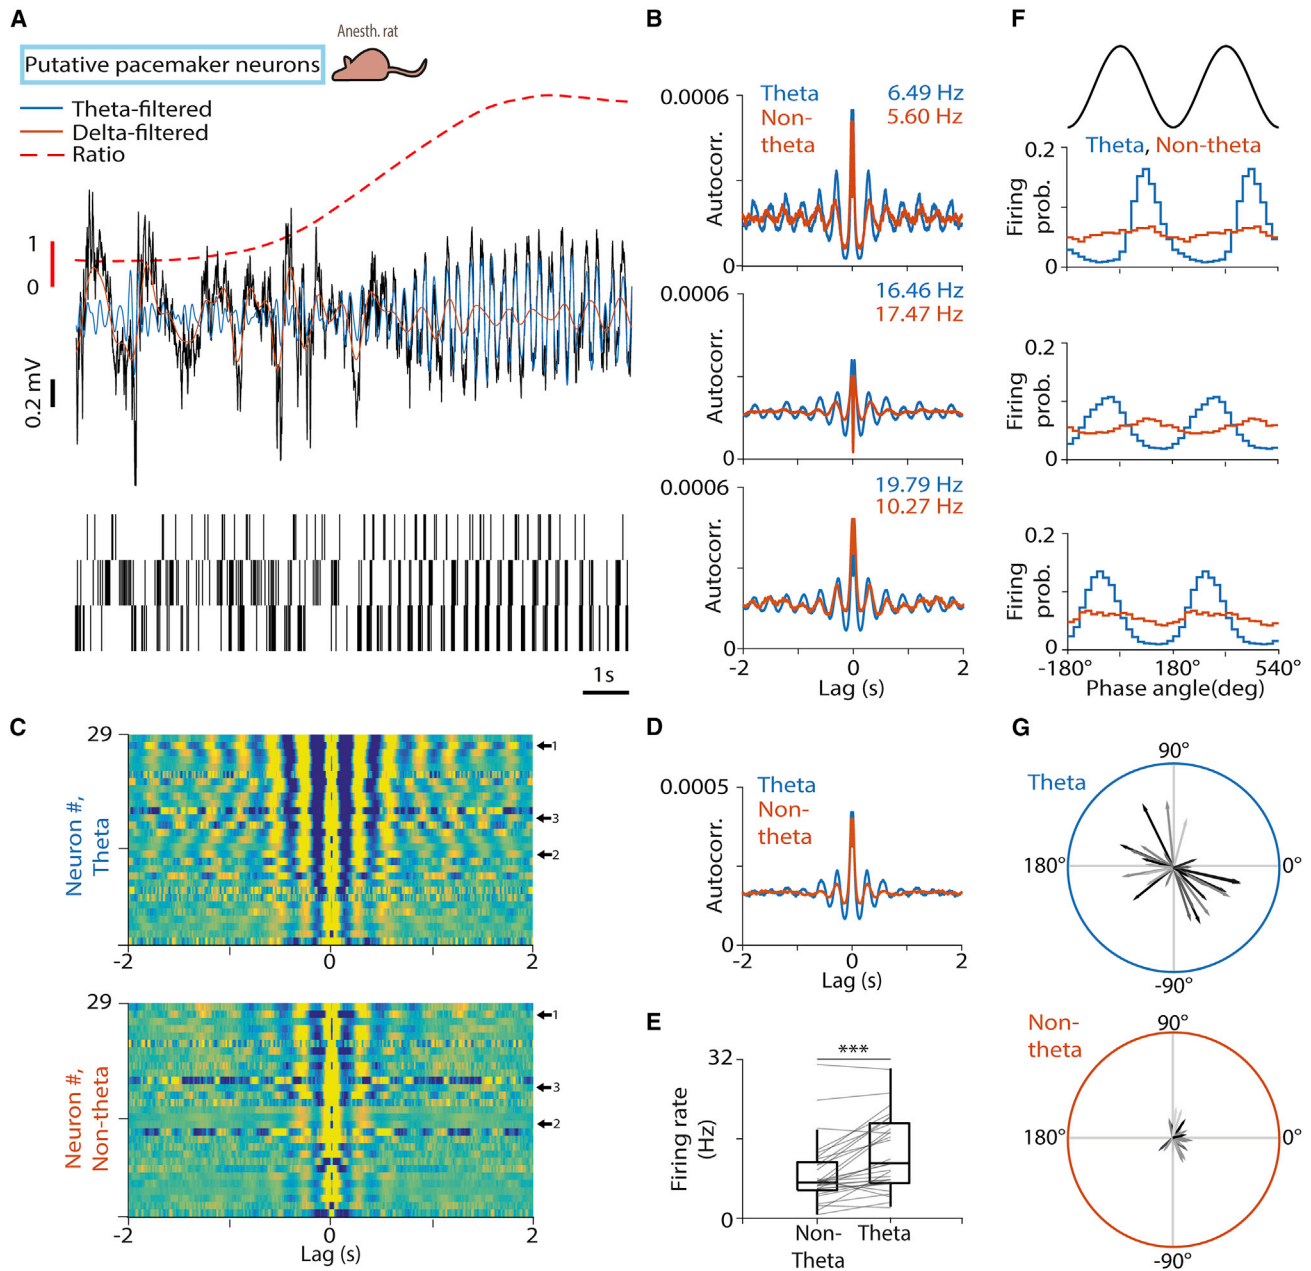 A
Anesth. rat
Putative pacemaker neurons
Theta-filtered
Delta-filtered
Ratio
1
0
0.2 mV
1s
B
0.0006
Theta
Non-
theta
6.49 Hz
5.60 Hz
Autocorr.
0
0.0006
16.46 Hz
17.47 Hz
Autocorr.
0
0.0006
19.79 Hz
10.27 Hz
Autocorr.
0
-2
0
2
Lag (s)
F
Theta, Non-theta
0.2
Firing
prob.
0
0.2
Firing
prob.
0
0.2
Firing
prob.
0
-180°
180°
540°
Phase angle(deg)
C
29
Neuron #,
Theta
1
3
2
-2
0
2
29
Neuron #,
Non-theta
1
3
2
-2
0
2
Lag (s)
D
0.0005
Theta
Non-
theta
Autocorr.
0
-2
0
2
Lag (s)
E
***
32
Firing rate
(Hz)
0
Non-
Theta
Theta
G
Theta
90°
180°
0°
-90°
Non-
theta
90°
180°
0°
-90°